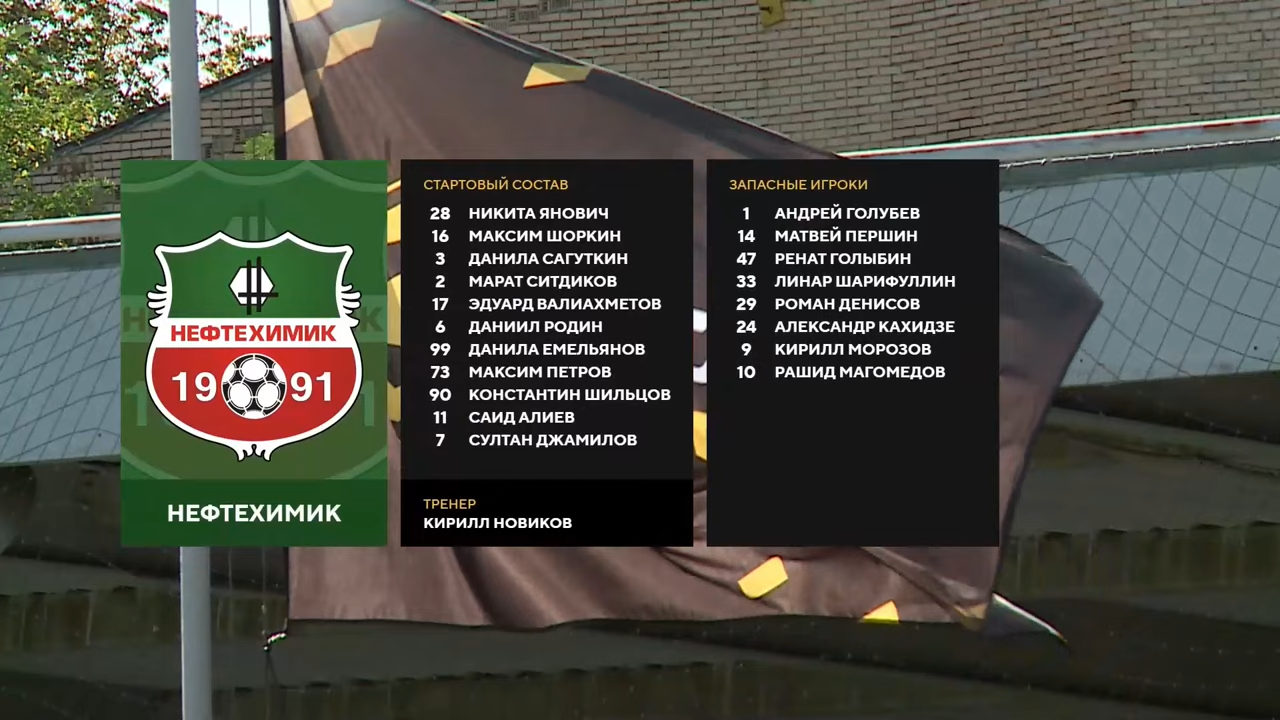 НЕФТЕХИМИК
19 91
НЕФТЕХИМИК
СТАРТОВЫЙ СОСТАВ
28 НИКИТА ЯНОВИЧ
16 МАКСИМ ШОРКИН
3 ДАНИЛА САГУТКИН
2 МАРАТ СИТДИКОВ
17 ЭДУАРД ВАЛИАХМЕТОВ
6 ДАНИИЛ РОДИН
99 ДАНИЛА ЕМЕЛЬЯНОВ
73 МАКСИМ ПЕТРОВ
90 КОНСТАНТИН ШИЛЬЦОВ
11 САИД АЛИЕВ
7 СУЛТАН ДЖАМИЛОВ
ТРЕНЕР
КИРИЛЛ НОВИКОВ
ЗАПАСНЫЕ ИГРОКИ
1 АНДРЕЙ ГОЛУБЕВ
14 МАТВЕЙ ПЕРШИН
47 РЕНАТ ГОЛЫБИН
33 ЛИНАР ШАРИФУЛЛИН
29 РОМАН ДЕНИСОВ
24 АЛЕКСАНДР КАХИДЗЕ
9 КИРИЛЛ МОРОЗОВ
10 РАШИД МАГОМЕДОВ